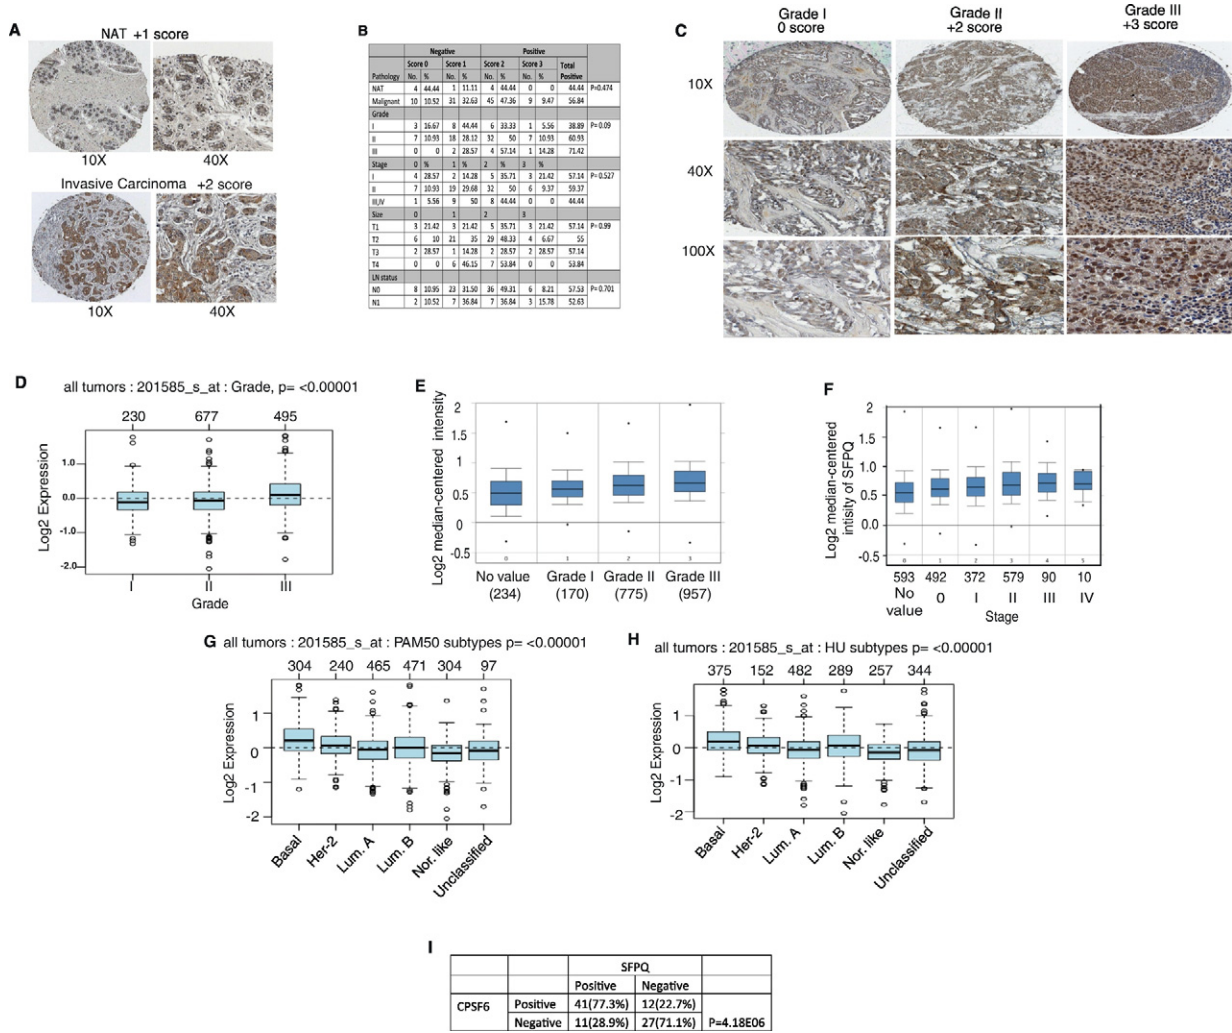 A
NAT +1 score
10X 40X
Invasive Carcinoma +2 score
10X 40X
B
Negative Positive
Score 0 Score 1 Score 2 Score 3 Total
Pathology No. % No. % No. % No. % Positive
NAT 4 44.44 1 11.11 4 44.44 0 0 44.44 P=0.474
Malignant 10 10.52 31 32.63 45 47.36 9 9.47 56.84
Grade
I 3 16.67 8 44.44 6 33.33 1 5.56 38.89 P= 0.09
II 7 10.93 18 28.12 32 50 7 10.93 60.93
III 0 0 2 28.57 4 57.14 1 14.28 71.42
Stage 0 % 1 % 2 % 3 %
I 4 28.57 2 14.28 5 35.71 3 21.42 57.14 P=0.527
II 7 10.93 19 29.68 32 50 6 9.37 59.37
III,IV 1 5.56 9 50 8 44.44 0 0 44.44
Size 0 1 2 3
T1 3 21.42 3 21.42 5 35.71 3 21.42 57.14 P=0.99
T2 6 10 21 35 29 48.33 4 6.67 55
T3 2 28.57 1 14.28 2 28.57 2 28.57 57.14
T4 0 0 6 46.15 7 53.84 0 0 53.84
LN status
N0 8 10.95 23 31.50 36 49.31 6 8.21 57.53 P= 0.701
N1 2 10.52 7 36.84 7 36.84 3 15.78 52.63
C
Grade I Grade II Grade III
0 score +2 score +3 score
10X
40X
100X
D
all tumors : 201585_s_at : Grade, p= <0.00001
230 677 495
Log2 Expression
1.0
0.0
-1.0
-2.0
I II III
Grade
E
Log2 median-centered intensity
2
1.5
1
0.5
0
-0.5
0 1 2 3
No value Grade I Grade II Grade III
(234) (170) (775) (957)
F
Log2 median-centered
intisity of SFPQ
2
1.5
1
0.5
0
-0.5
0 1 2 3 4 5
593 492 372 579 90 10
No value 0 I II III IV
Stage
G
all tumors : 201585_s_at : PAM50 subtypes p= <0.00001
304 240 465 471 304 97
Log2 Expression
1
0
-1
-2
Basal Her-2 Lum. A Lum. B Nor. like Unclassified
H
all tumors : 201585_s_at : HU subtypes p= <0.00001
375 152 482 289 257 344
Log2 Expression
1
0
-1
-2
Basal Her-2 Lum. A Lum. B Nor. like Unclassified
I
SFPQ
Positive Negative
CPSF6 Positive 41(77.3%) 12(22.7%)
Negative 11(28.9%) 27(71.1%) P=4.18E06